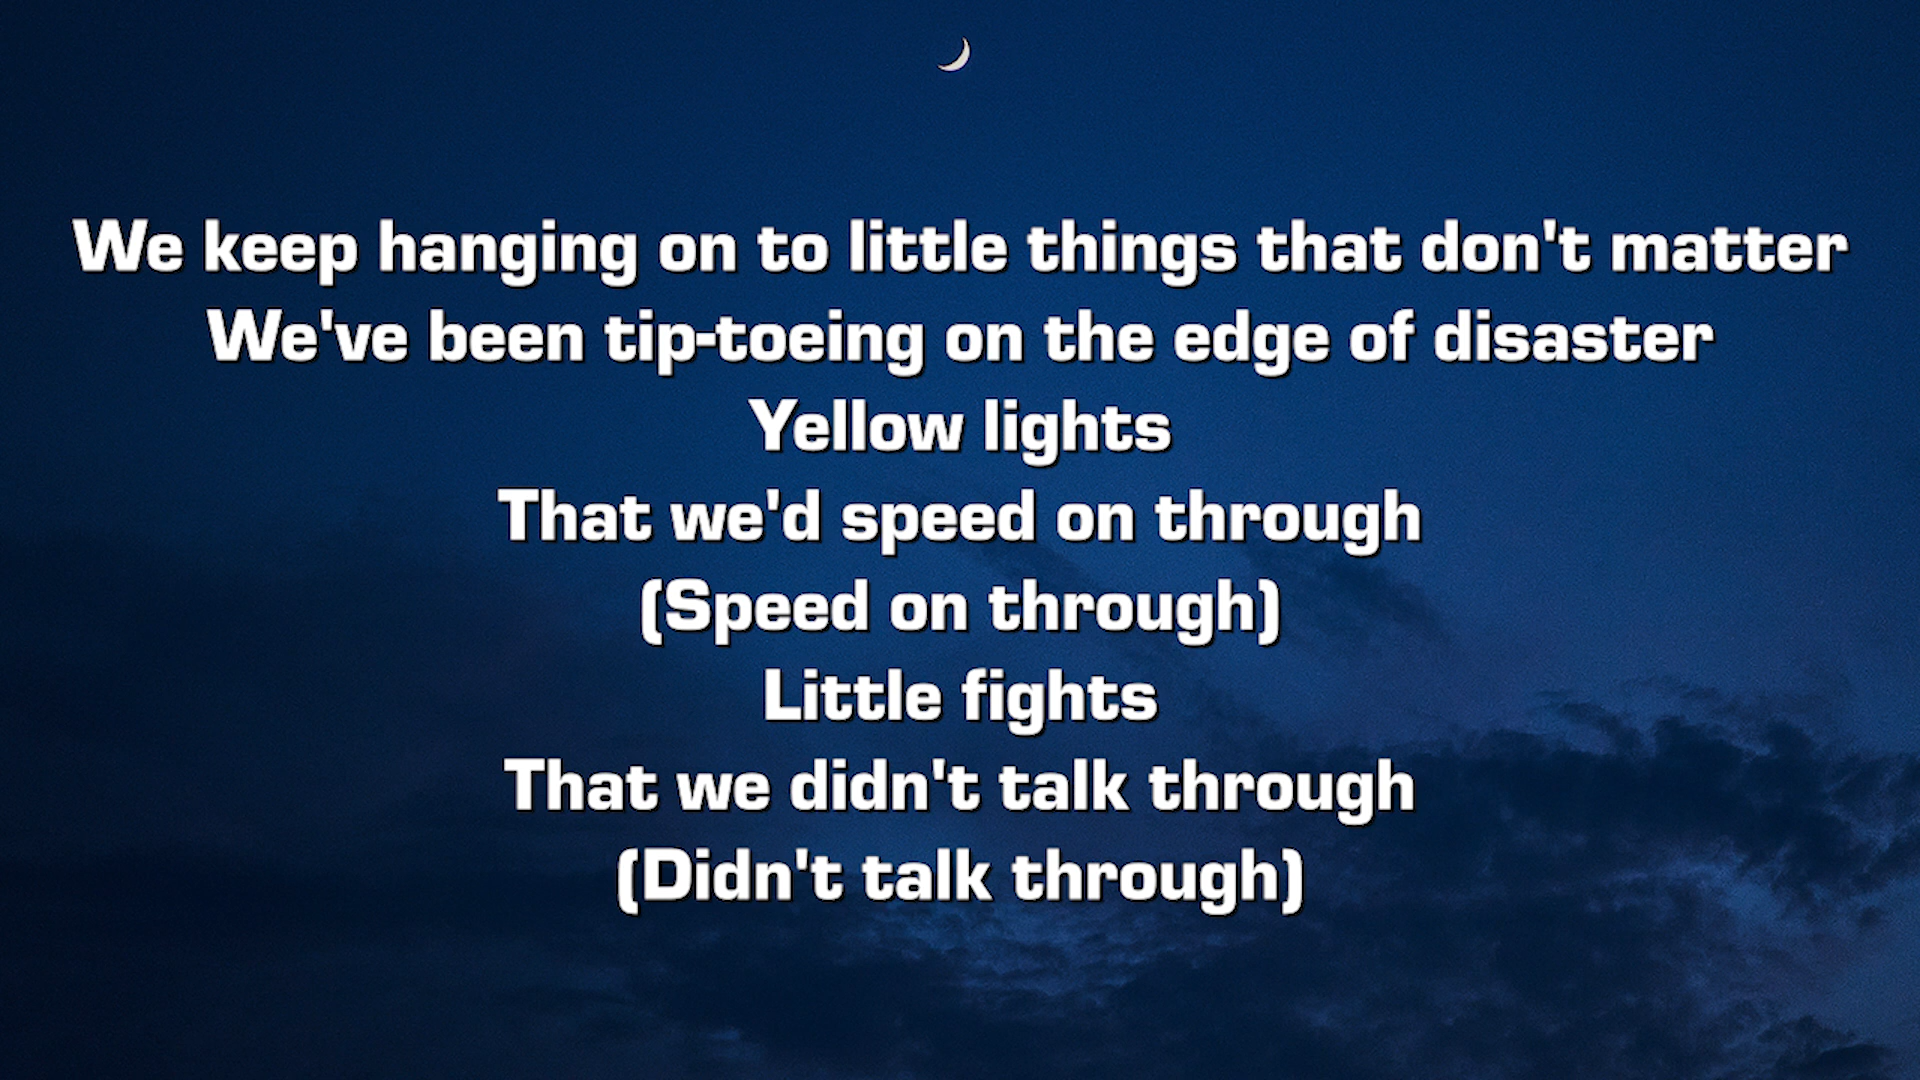 We keep hanging on to little things that don't matter
We've been tip-toeing on the edge of disaster
Yellow lights
That we'd speed on through
(Speed on through)
Little fights
That we didn't talk through
(Didn't talk through)